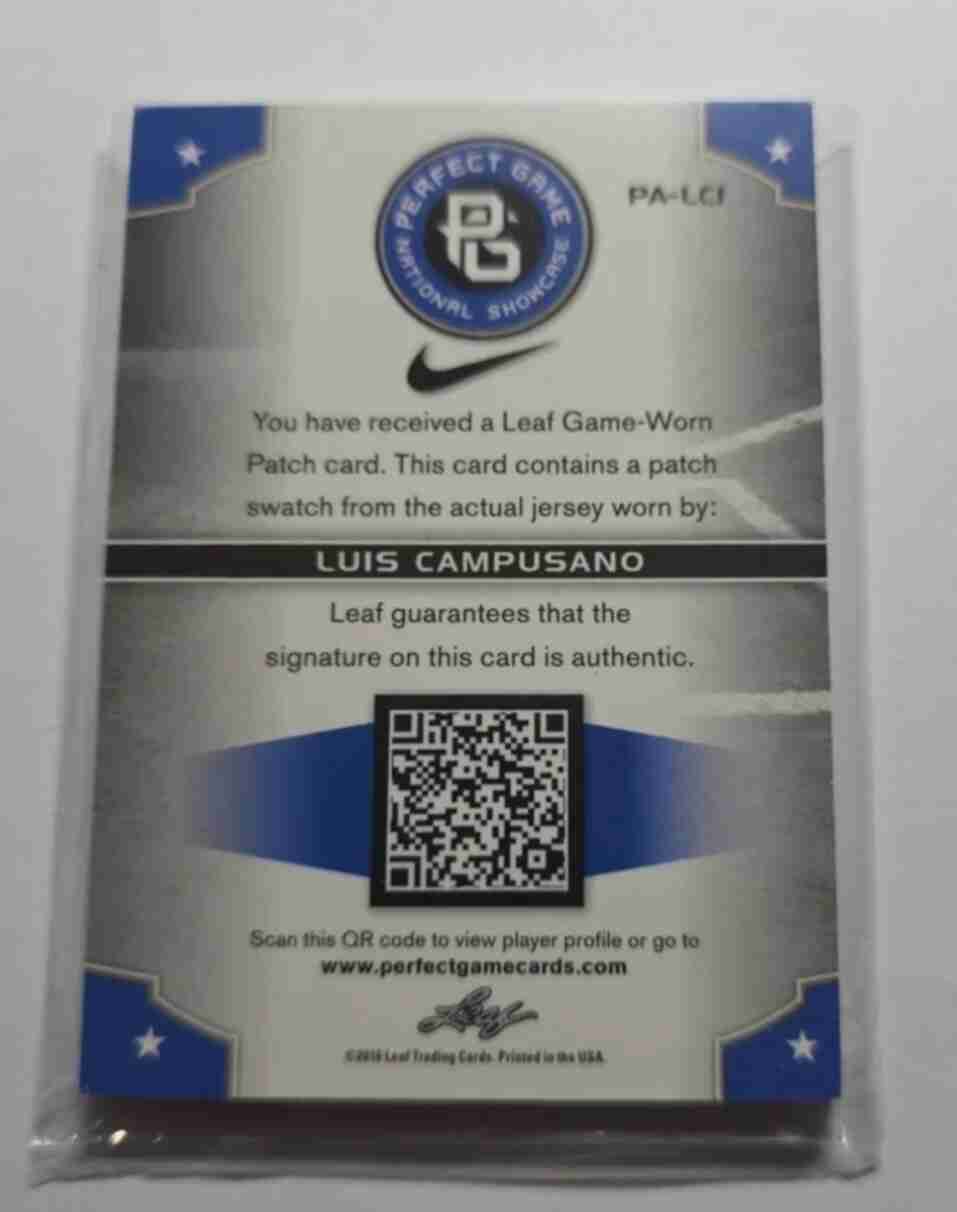 PERFECT GAME
PG
NATIONAL SHOWCASE
PA-LC1
You have received a Leaf Game-Worn
Patch card. This card contains a patch
swatch from the actual jersey worn by:
LUIS CAMPUSANO
Leaf guarantees that the
signature on this card is authentic.
Scan this QR code to view player profile or go to
www.perfectgamecards.com
Leaf
©2016 Leaf Trading Cards. Printed in the USA.